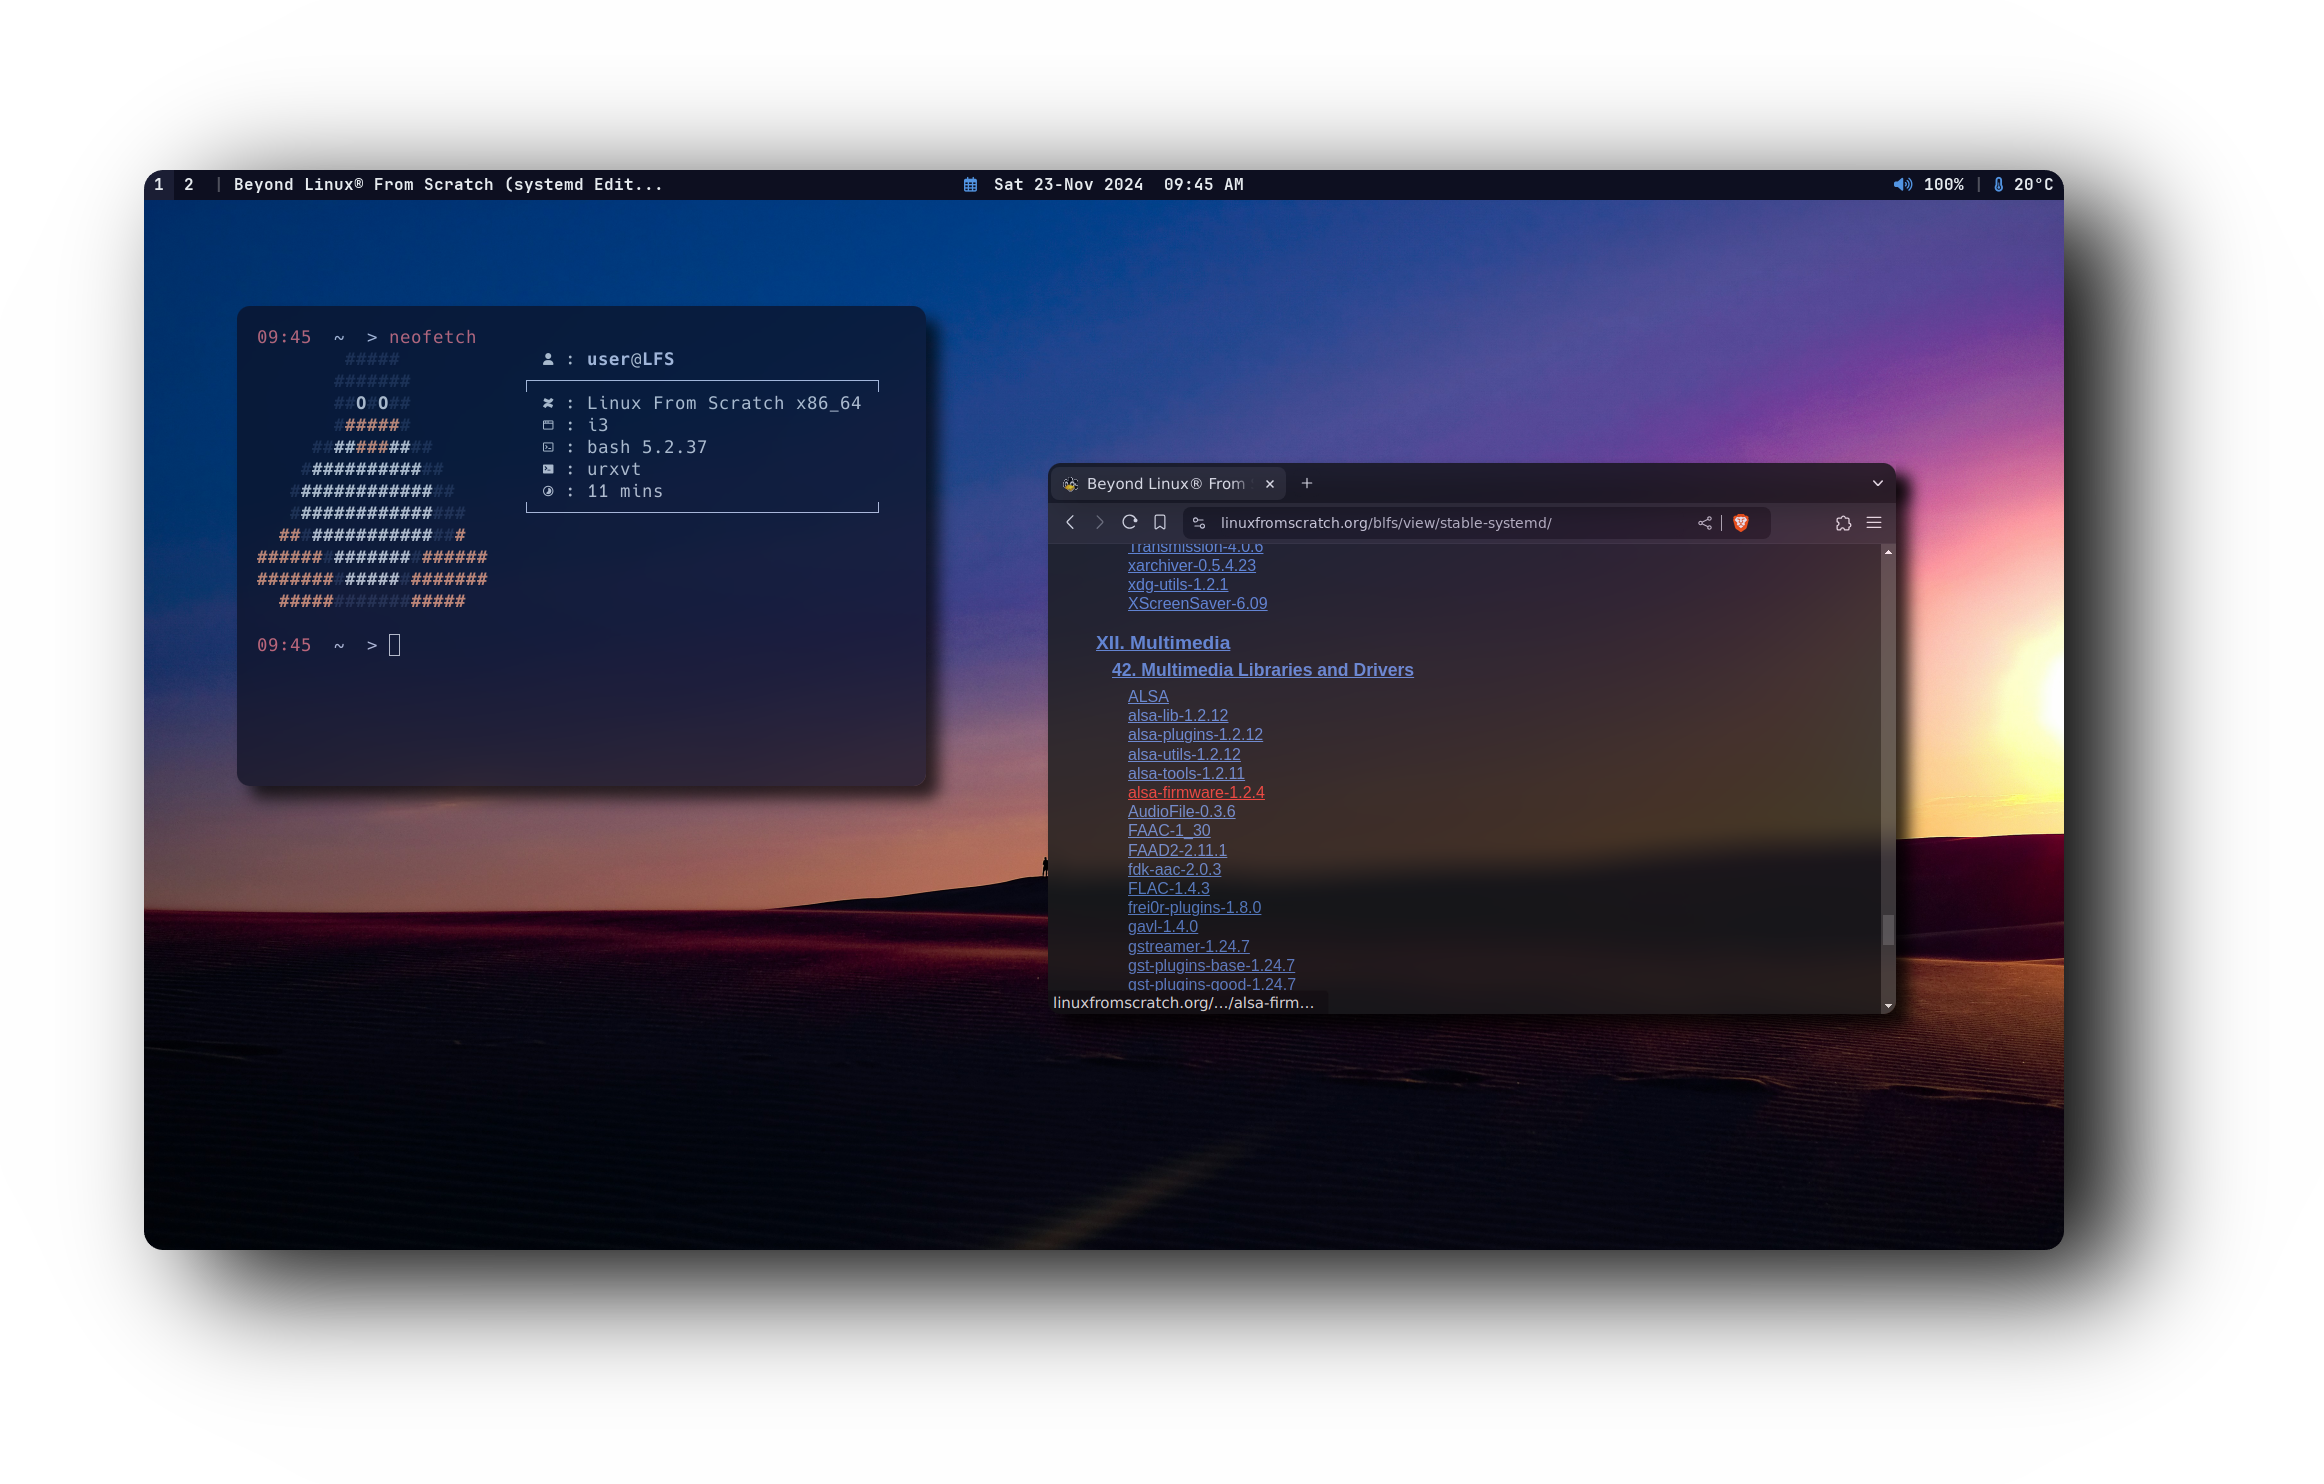 1 2 | Beyond Linux® From Scratch (systemd Edit...
Sat 23-Nov 2024 09:45 AM
100% | 20°C
09:45 ~ > neofetch
#####
#######
##O#O##
#######
###########
#############
###############
################
#################
#####################
#####################
#################
: user@LFS
: Linux From Scratch x86_64
: i3
: bash 5.2.37
: urxvt
: 11 mins
09:45 ~ >
Beyond Linux® From
linuxfromscratch.org/blfs/view/stable-systemd/
Transmission-4.0.6
xarchiver-0.5.4.23
xdg-utils-1.2.1
XScreenSaver-6.09
XII. Multimedia
42. Multimedia Libraries and Drivers
ALSA
alsa-lib-1.2.12
alsa-plugins-1.2.12
alsa-utils-1.2.12
alsa-tools-1.2.11
alsa-firmware-1.2.4
AudioFile-0.3.6
FAAC-1_30
FAAD2-2.11.1
fdk-aac-2.0.3
FLAC-1.4.3
frei0r-plugins-1.8.0
gavl-1.4.0
gstreamer-1.24.7
gst-plugins-base-1.24.7
gst-plugins-good-1.24.7
linuxfromscratch.org/.../alsa-firm...